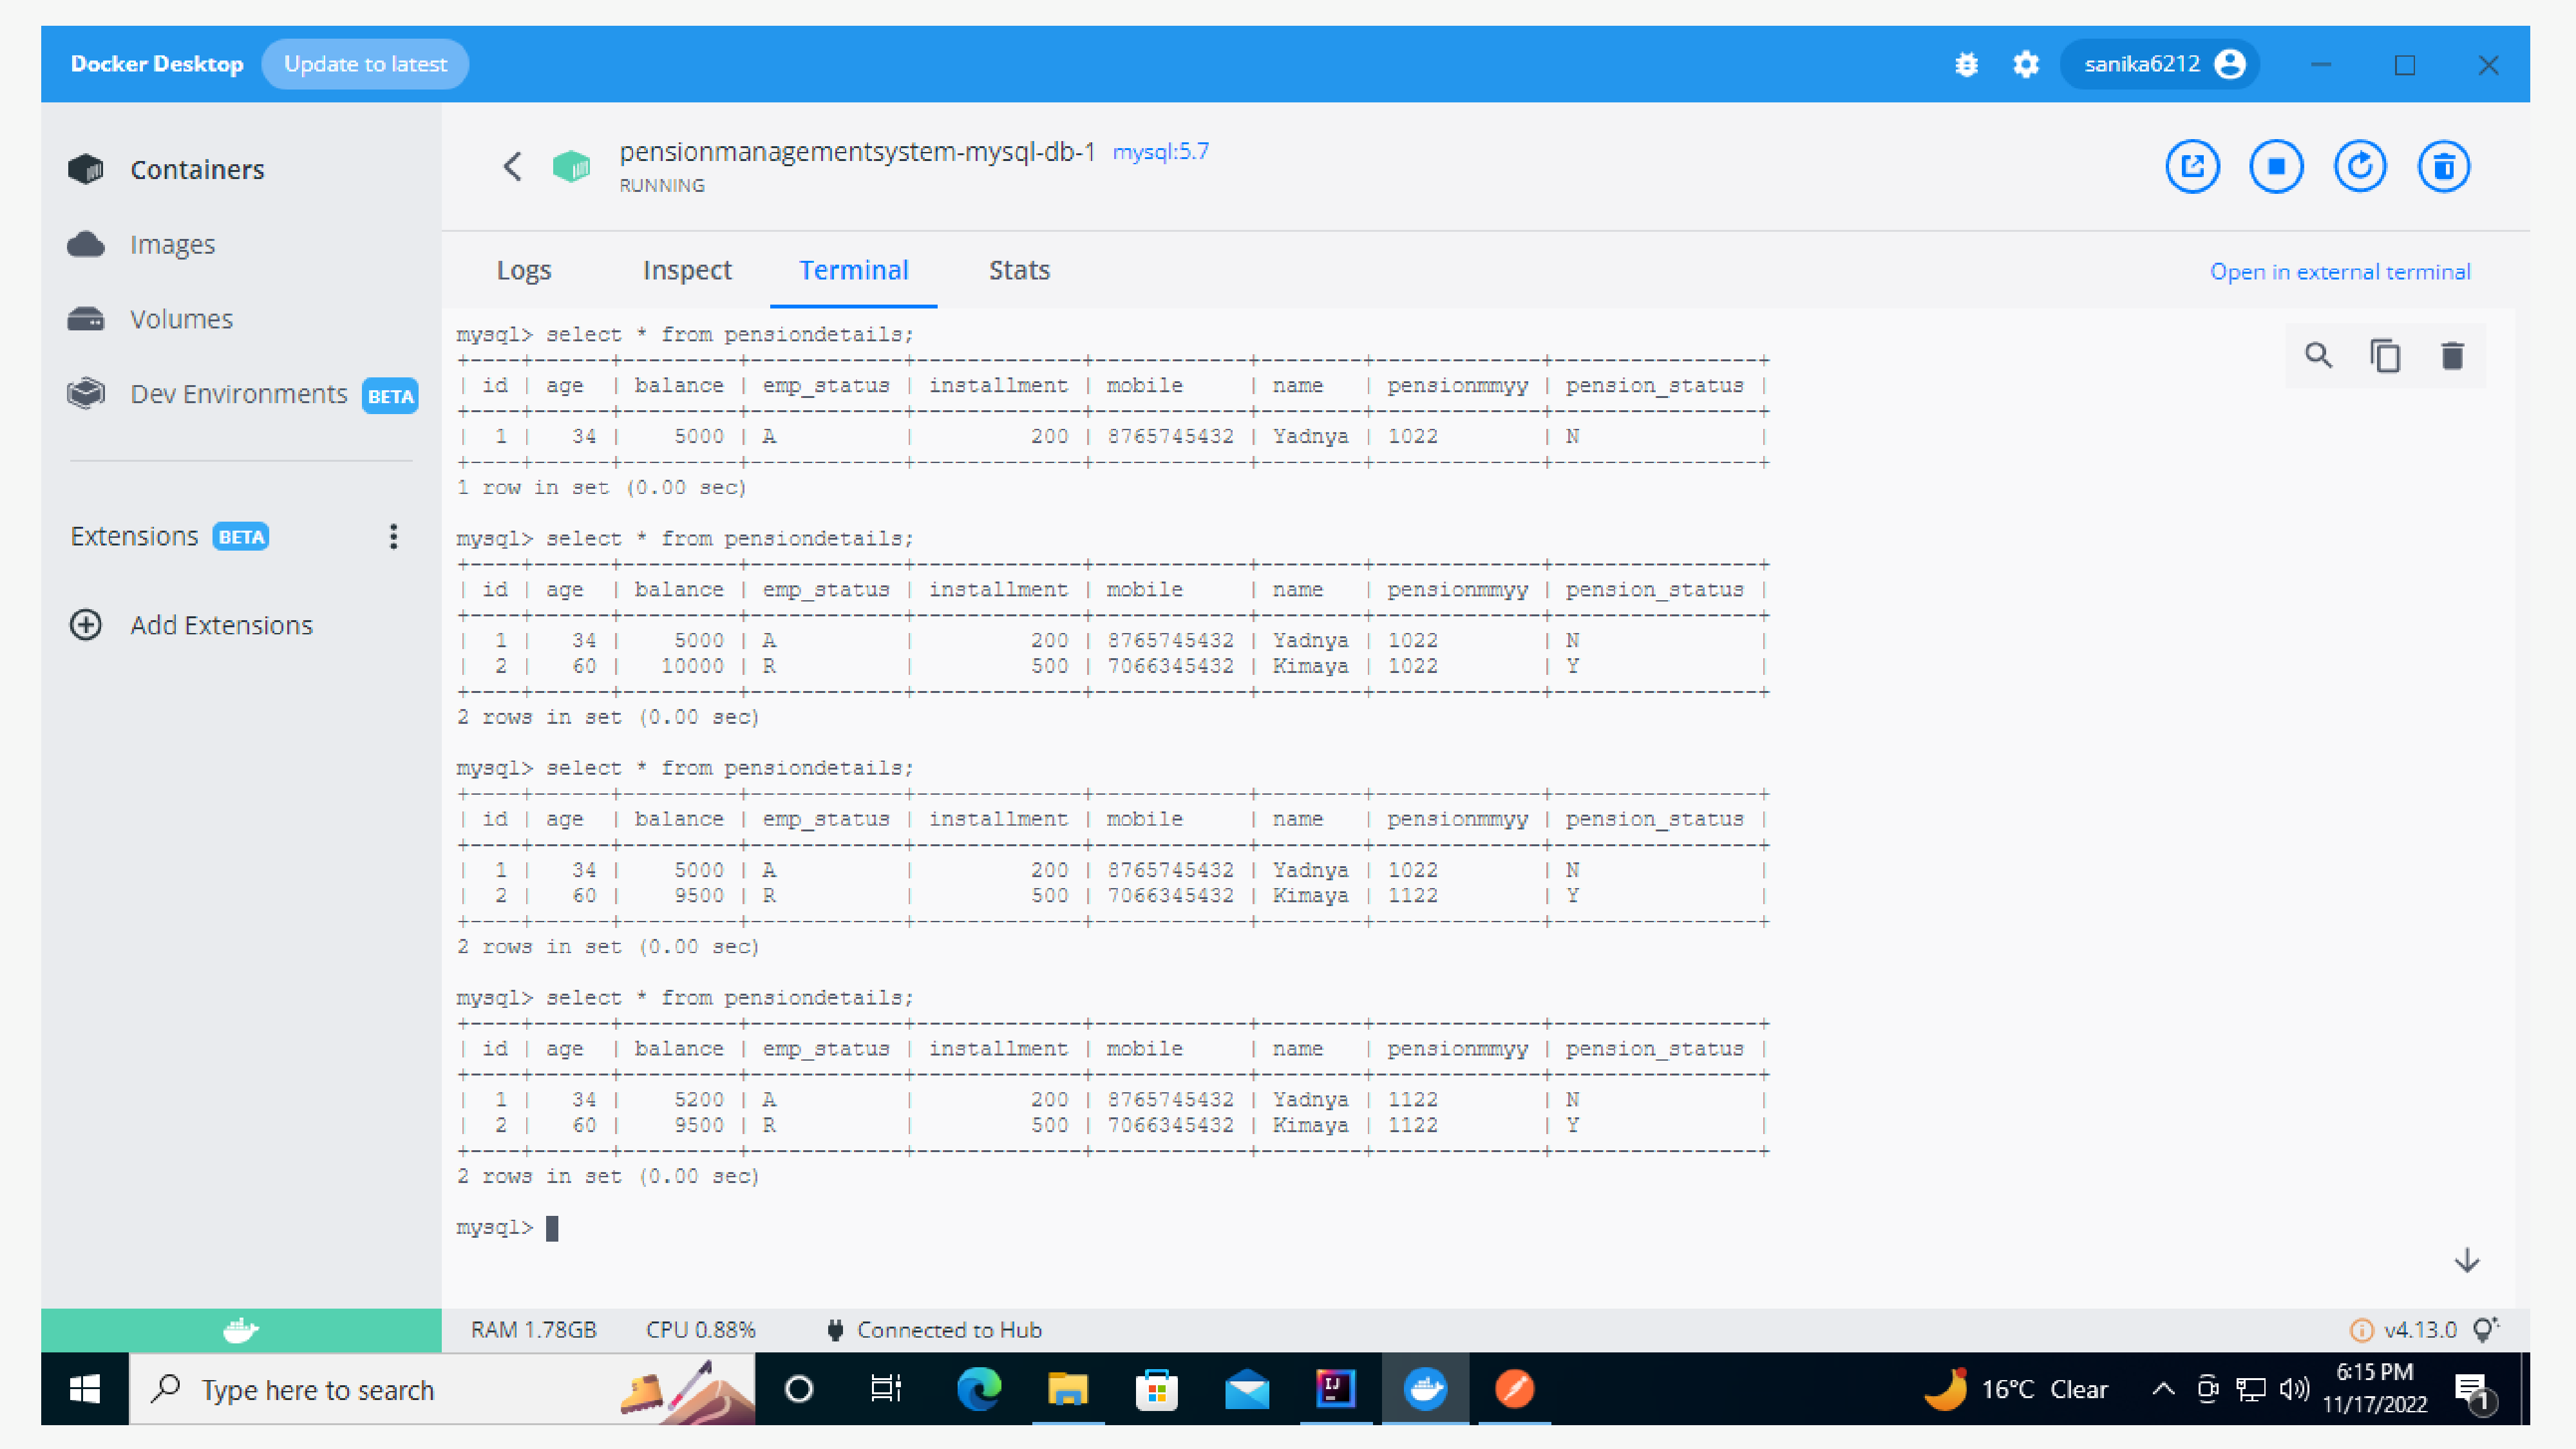 Docker Desktop Update to latest sanika6212
Containers
Images
Volumes
Dev Environments BETA
Extensions BETA
Add Extensions
pensionmanagementsystem-mysql-db-1 mysql:5.7
RUNNING
Logs Inspect Terminal Stats Open in external terminal
mysql> select * from pensiondetails;
+----+------+---------+------------+-------------+------------+--------+-------------+----------------+
| id | age  | balance | emp_status | installment | mobile     | name   | pensionmmyy | pension_status |
+----+------+---------+------------+-------------+------------+--------+-------------+----------------+
|  1 |   34 |    5000 | A          |         200 | 8765745432 | Yadnya | 1022        | N              |
+----+------+---------+------------+-------------+------------+--------+-------------+----------------+
1 row in set (0.00 sec)
mysql> select * from pensiondetails;
+----+------+---------+------------+-------------+------------+--------+-------------+----------------+
| id | age  | balance | emp_status | installment | mobile     | name   | pensionmmyy | pension_status |
+----+------+---------+------------+-------------+------------+--------+-------------+----------------+
|  1 |   34 |    5000 | A          |         200 | 8765745432 | Yadnya | 1022        | N              |
|  2 |   60 |   10000 | R          |         500 | 7066345432 | Kimaya | 1022        | Y              |
+----+------+---------+------------+-------------+------------+--------+-------------+----------------+
2 rows in set (0.00 sec)
mysql> select * from pensiondetails;
+----+------+---------+------------+-------------+------------+--------+-------------+----------------+
| id | age  | balance | emp_status | installment | mobile     | name   | pensionmmyy | pension_status |
+----+------+---------+------------+-------------+------------+--------+-------------+----------------+
|  1 |   34 |    5000 | A          |         200 | 8765745432 | Yadnya | 1022        | N              |
|  2 |   60 |    9500 | R          |         500 | 7066345432 | Kimaya | 1122        | Y              |
+----+------+---------+------------+-------------+------------+--------+-------------+----------------+
2 rows in set (0.00 sec)
mysql> select * from pensiondetails;
+----+------+---------+------------+-------------+------------+--------+-------------+----------------+
| id | age  | balance | emp_status | installment | mobile     | name   | pensionmmyy | pension_status |
+----+------+---------+------------+-------------+------------+--------+-------------+----------------+
|  1 |   34 |    5200 | A          |         200 | 8765745432 | Yadnya | 1122        | N              |
|  2 |   60 |    9500 | R          |         500 | 7066345432 | Kimaya | 1122        | Y              |
+----+------+---------+------------+-------------+------------+--------+-------------+----------------+
2 rows in set (0.00 sec)
mysql>
RAM 1.78GB CPU 0.88% Connected to Hub v4.13.0
Type here to search IJ 16°C Clear 6:15 PM
11/17/2022 1